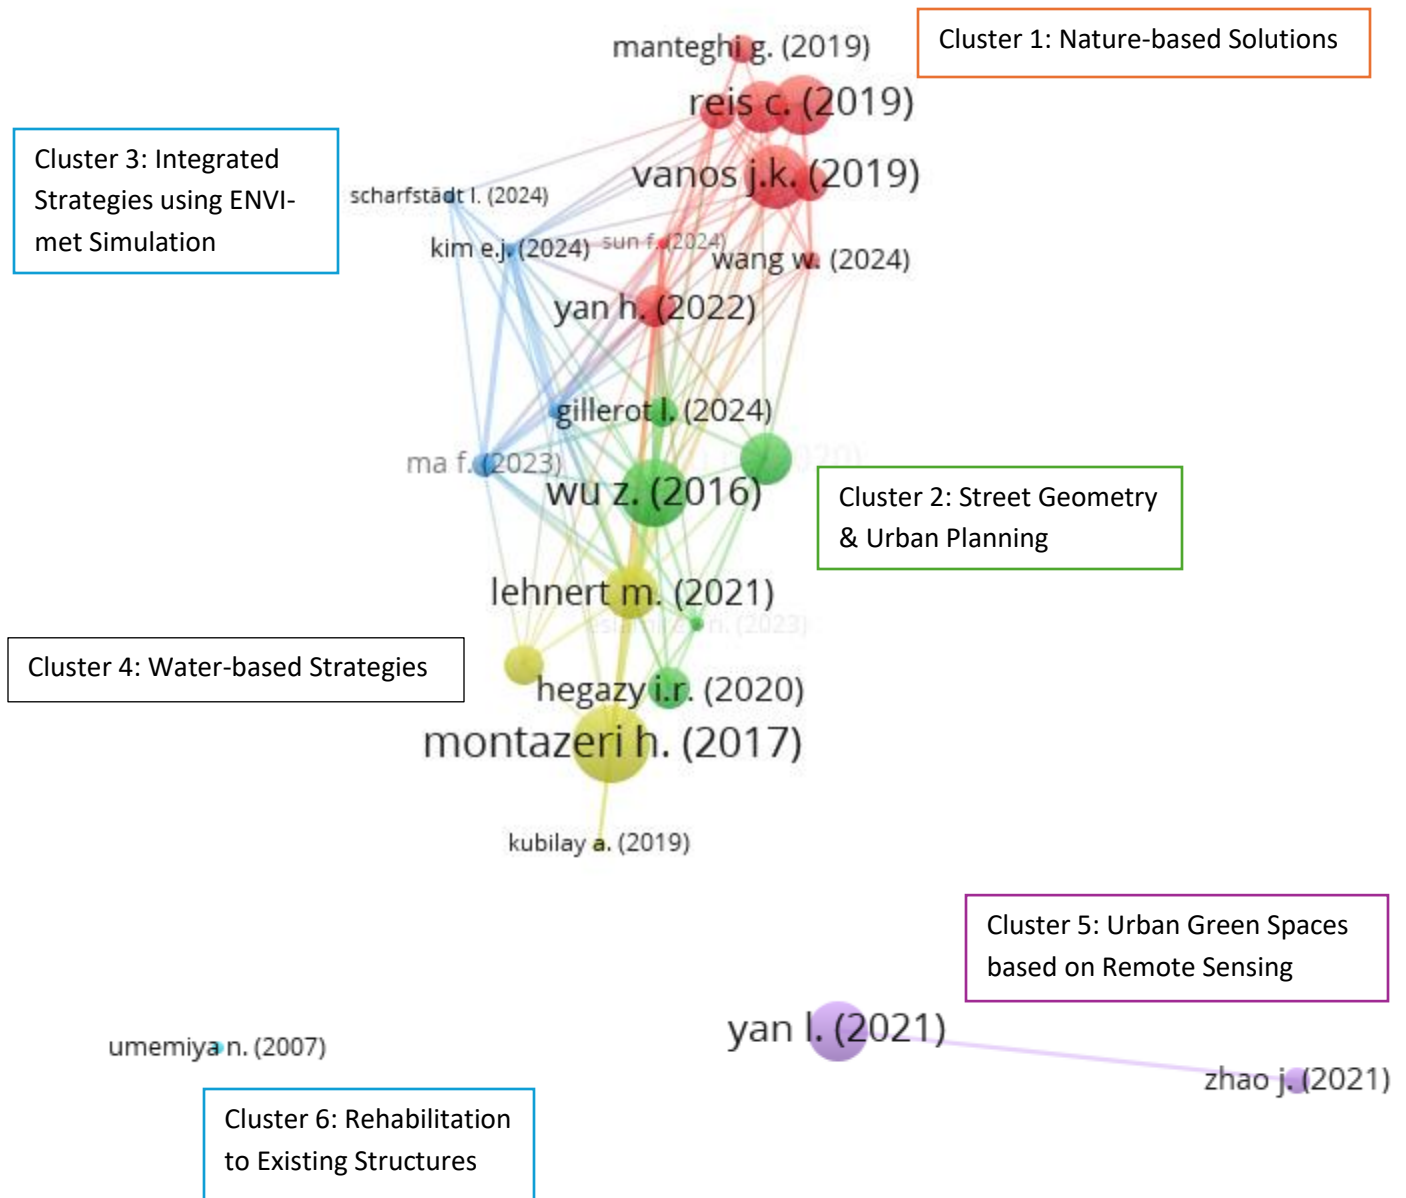 manteghi g. (2019)
Cluster 1: Nature-based Solutions
reis c. (2019)
Cluster 3: Integrated
Strategies using ENVI-
met Simulation
vanos j.k. (2019)
scharfstädt l. (2024)
kim e.j. (2024)
sun f. (2024)
wang w. (2024)
yan h. (2022)
gillerot l. (2024)
ma f. (2023)
wu z. (2016)
Cluster 2: Street Geometry
& Urban Planning
lehnert m. (2021)
n. (2023)
Cluster 4: Water-based Strategies
hegazy i.r. (2020)
montazeri h. (2017)
kubilay a. (2019)
Cluster 5: Urban Green Spaces
based on Remote Sensing
yan l. (2021)
umemiya n. (2007)
zhao j. (2021)
Cluster 6: Rehabilitation
to Existing Structures